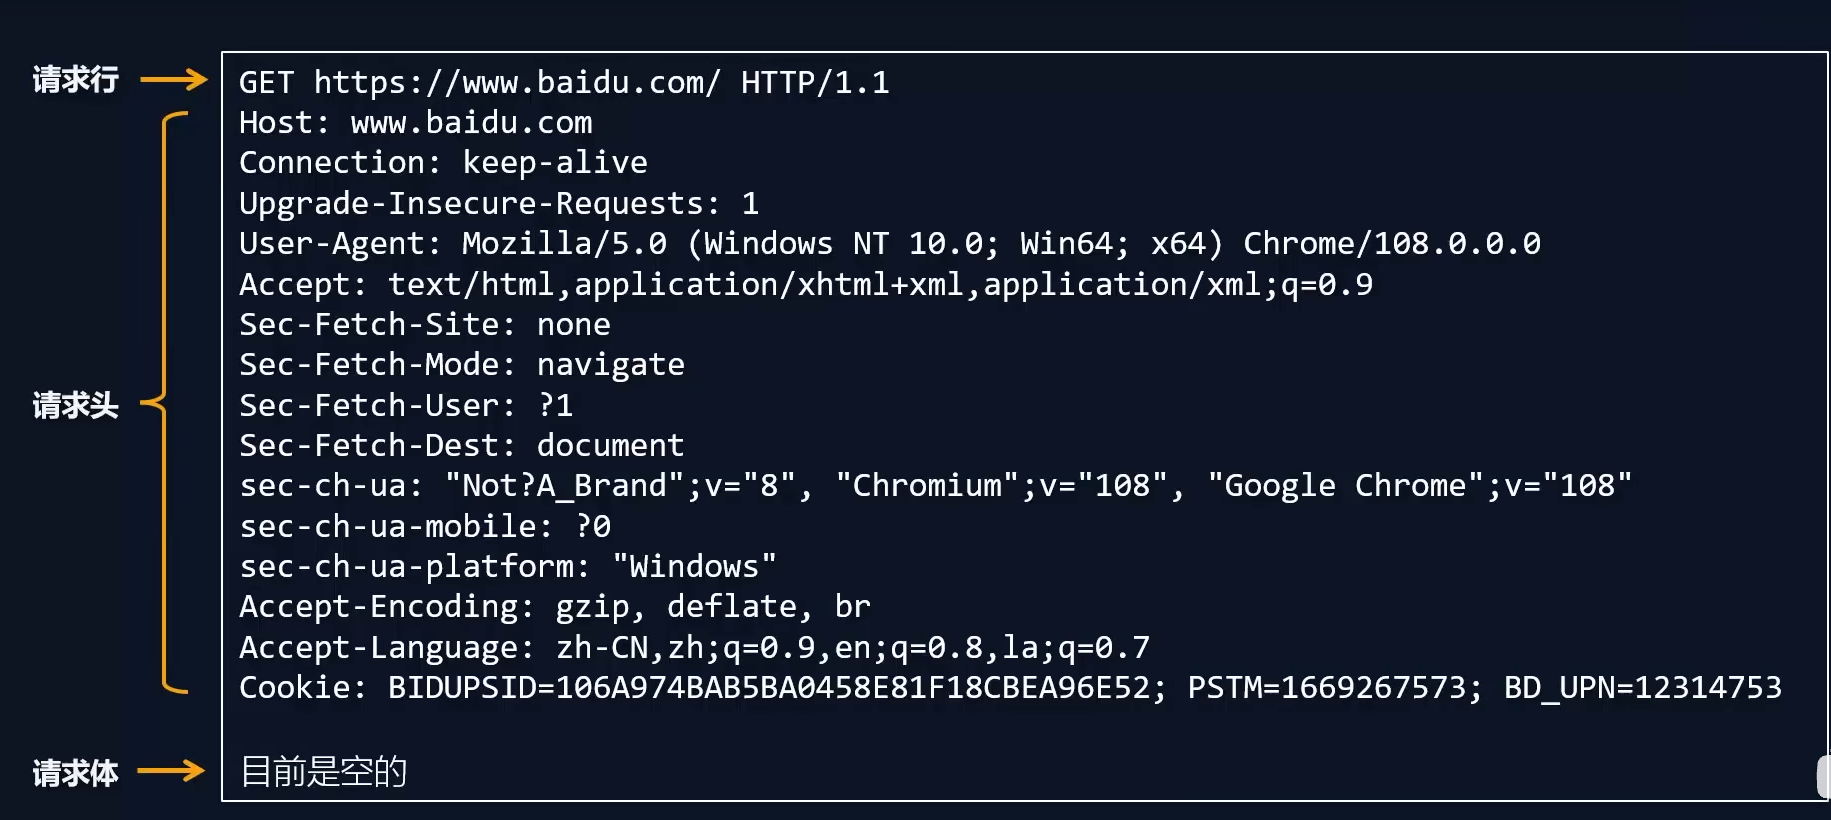 请求行
GET https://www.baidu.com/ HTTP/1.1
Host: www.baidu.com
Connection: keep-alive
Upgrade-Insecure-Requests: 1
User-Agent: Mozilla/5.0 (Windows NT 10.0; Win64; x64) Chrome/108.0.0.0
Accept: text/html,application/xhtml+xml,application/xml;q=0.9
Sec-Fetch-Site: none
Sec-Fetch-Mode: navigate
请求头
Sec-Fetch-User: ?1
Sec-Fetch-Dest: document
sec-ch-ua: "Not?A_Brand";v="8", "Chromium";v="108", "Google Chrome";v="108"
sec-ch-ua-mobile: ?0
sec-ch-ua-platform: "Windows"
Accept-Encoding: gzip, deflate, br
Accept-Language: zh-CN,zh;q=0.9,en;q=0.8,la;q=0.7
Cookie: BIDUPSID=106A974BAB5BA0458E81F18CBEA96E52; PSTM=1669267573; BD_UPN=12314753
请求体
目前是空的